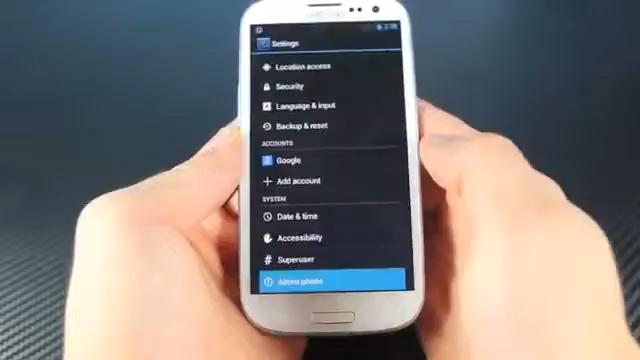 Settings
Location access
Security
Language & input
Backup & reset
ACCOUNTS
Google
Add account
SYSTEM
Date & time
Accessibility
# Superuser
About phone